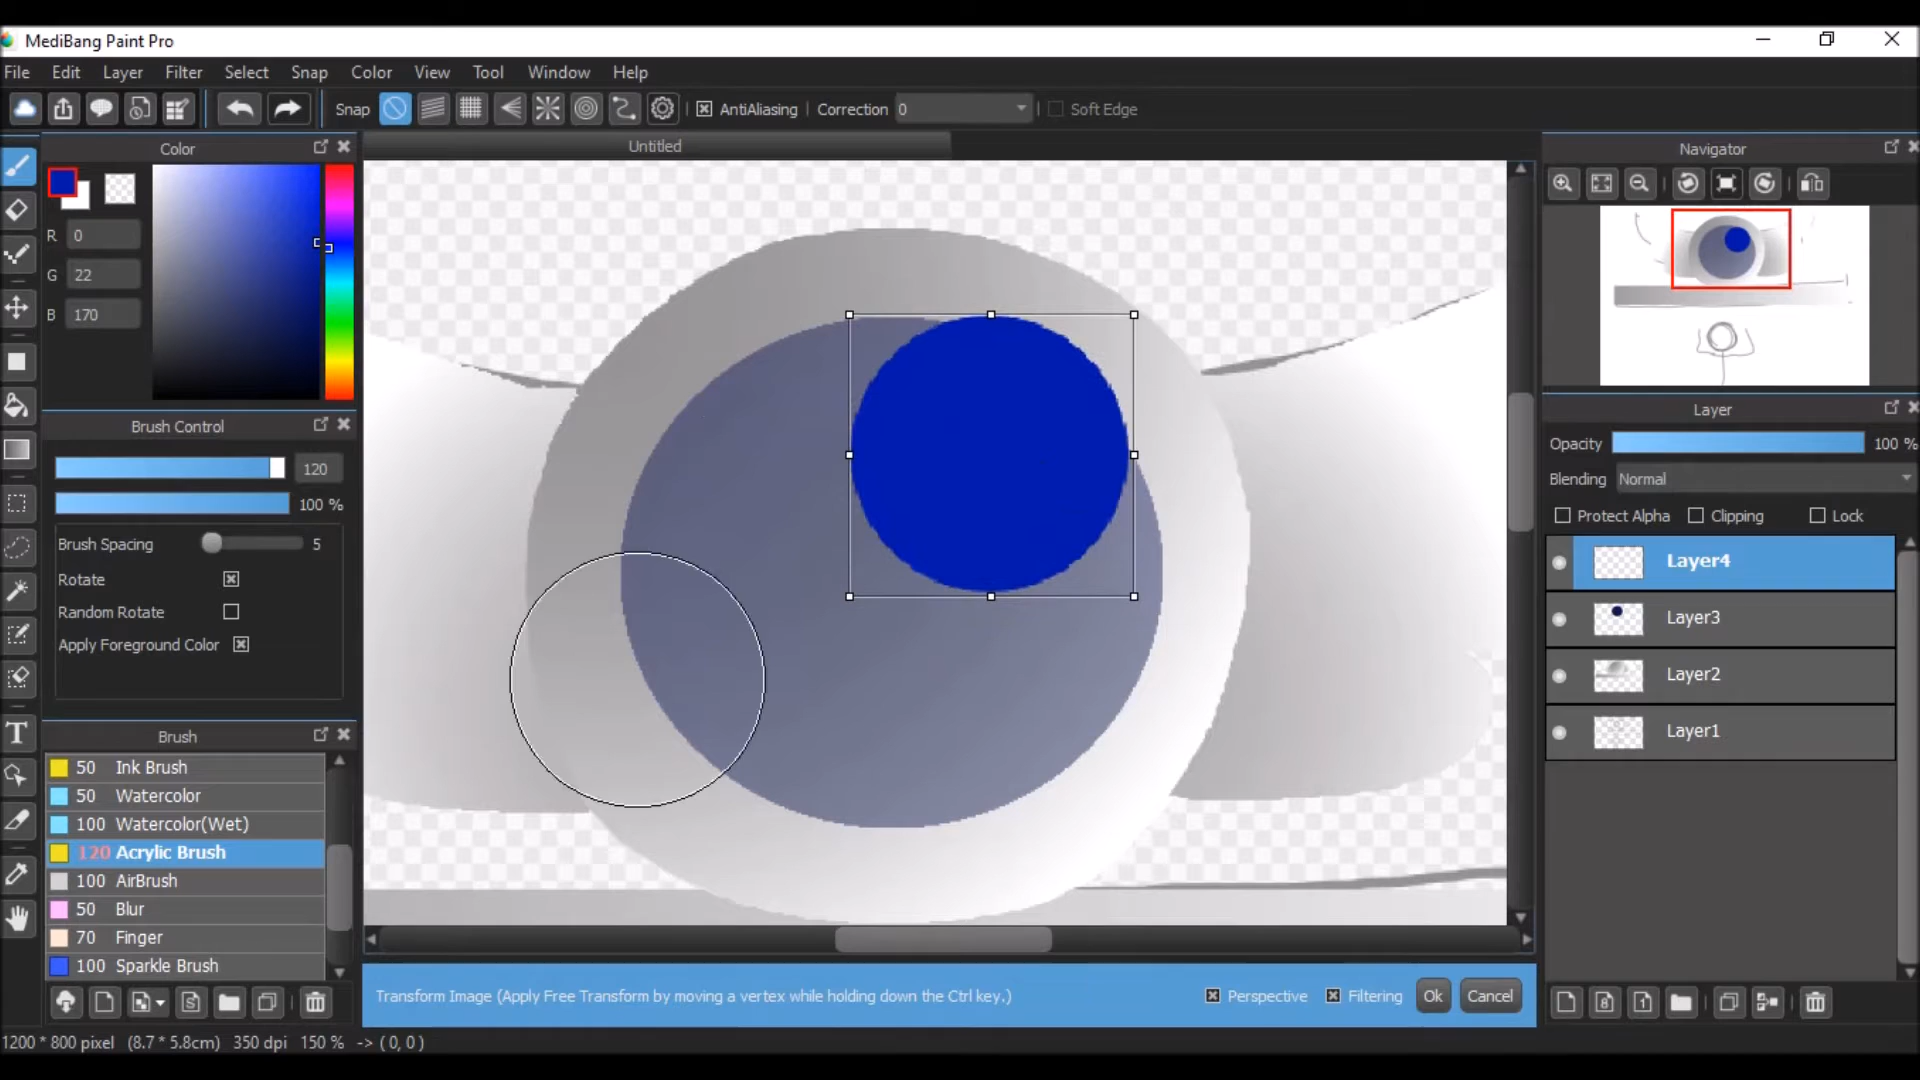 MediBang Paint Pro
File Edit Layer Filter Select Snap Color View Tool Window Help
Snap AntiAliasing Correction 0 Soft Edge
Color
R 0
G 22
B 170
Brush Control
120
100 %
Brush Spacing 5
Rotate
Random Rotate
Apply Foreground Color
Brush
50 Ink Brush
50 Watercolor
100 Watercolor(Wet)
120 Acrylic Brush
100 AirBrush
50 Blur
70 Finger
100 Sparkle Brush
Untitled
Transform Image (Apply Free Transform by moving a vertex while holding down the Ctrl key.) Perspective Filtering Ok Cancel
Navigator
Layer
Opacity 100 %
Blending Normal
Protect Alpha Clipping Lock
Layer4
Layer3
Layer2
Layer1
1200 * 800 pixel (8.7 * 5.8cm) 350 dpi 150 % -> ( 0, 0 )